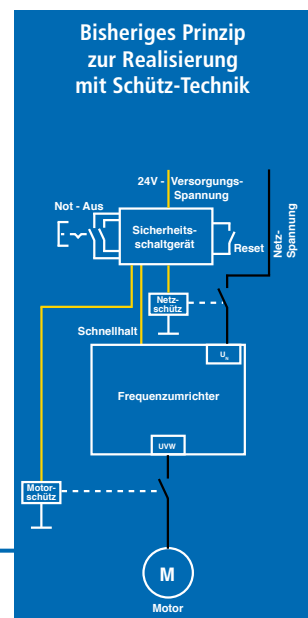 Bisheriges Prinzip
zur Realisierung
mit Schütz-Technik
24V - Versorgungs-
Spannung
Not - Aus
Sicherheits-
schaltgerät
Reset
Netz-
Spannung
Netz-
schütz
Schnellhalt
UN
Frequenzumrichter
UVW
Motor-
schütz
M
Motor